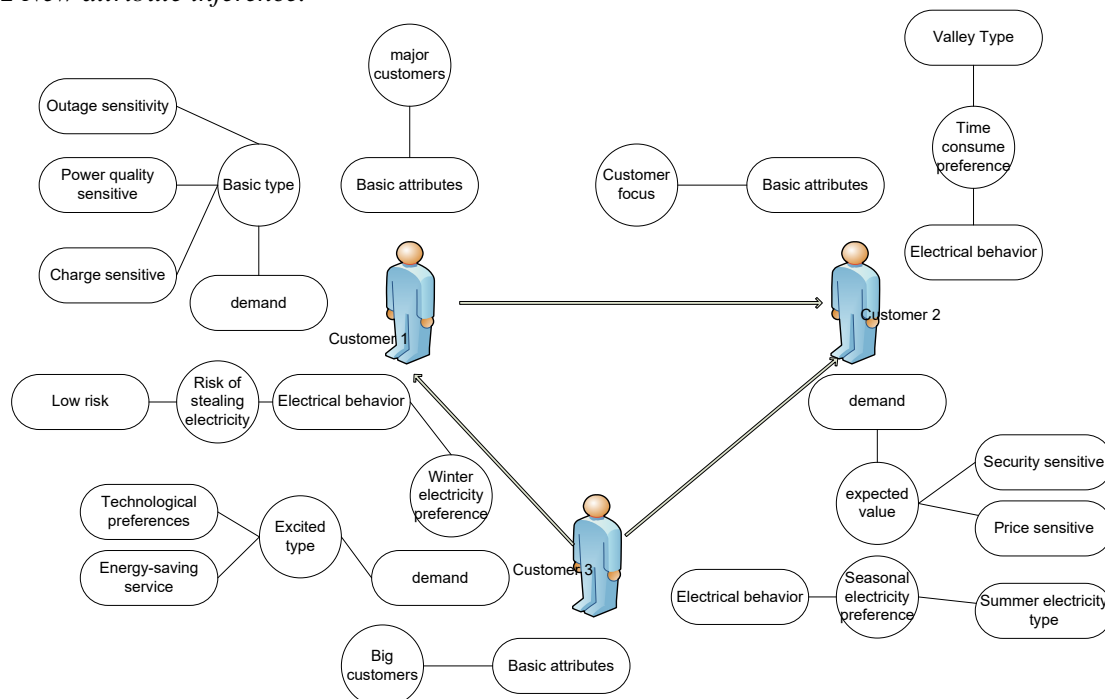 New attribute inference.
major
customers
Valley Type
Outage sensitivity
Time
consume
preference
Power quality
sensitive
Basic type
Basic attributes
Customer
focus
Basic attributes
Charge sensitive
demand
Electrical behavior
Customer 1
Customer 2
Low risk
Risk of
stealing
electricity
Electrical behavior
demand
Winter
electricity
preference
Security sensitive
Technological
preferences
Excited
type
expected
value
Price sensitive
Energy-saving
service
demand
Customer 3
Electrical behavior
Seasonal
electricity
preference
Summer electricity
type
Big
customers
Basic attributes